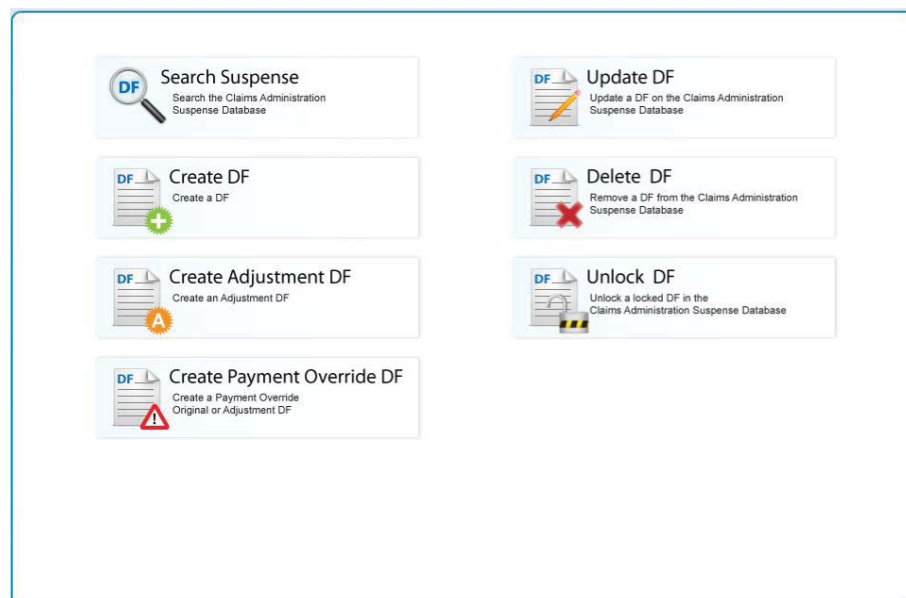 DF
Search Suspense
Search the Claims Administration
Suspense Database
DF
Create DF
Create a DF
DF
Create Adjustment DF
Create an Adjustment DF
A
DF
Create Payment Override DF
Create a Payment Override
Original or Adjustment DF
!
DF
Update DF
Update a DF on the Claims Administration
Suspense Database
DF
Delete DF
Remove a DF from the Claims Administration
Suspense Database
DF
Unlock DF
Unlock a locked DF in the
Claims Administration Suspense Database